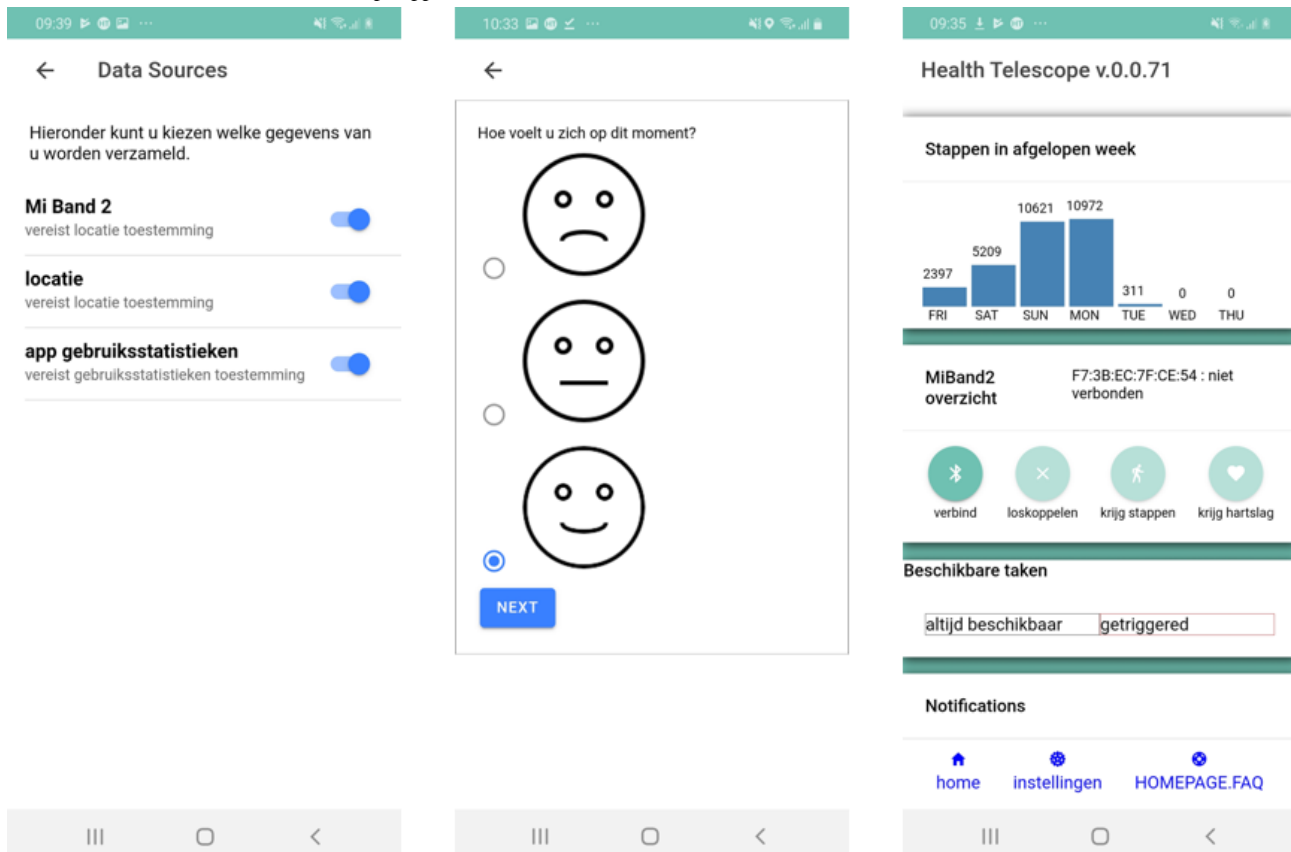 09:39
Data Sources
Hieronder kunt u kiezen welke gegevens van
u worden verzameld.
Mi Band 2
vereist locatie toestemming
locatie
vereist locatie toestemming
app gebruiksstatistieken
vereist gebruiksstatistieken toestemming
10:33
Hoe voelt u zich op dit moment?
NEXT
09:35
Health Telescope v.0.0.71
Stappen in afgelopen week
10621 10972
5209
2397
311 0 0
FRI SAT SUN MON TUE WED THU
MiBand2 F7:3B:EC:7F:CE:54 : niet
overzicht verbonden
verbind loskoppelen krijg stappen krijg hartslag
Beschikbare taken
altijd beschikbaar getriggered
Notifications
home instellingen HOMEPAGE.FAQ